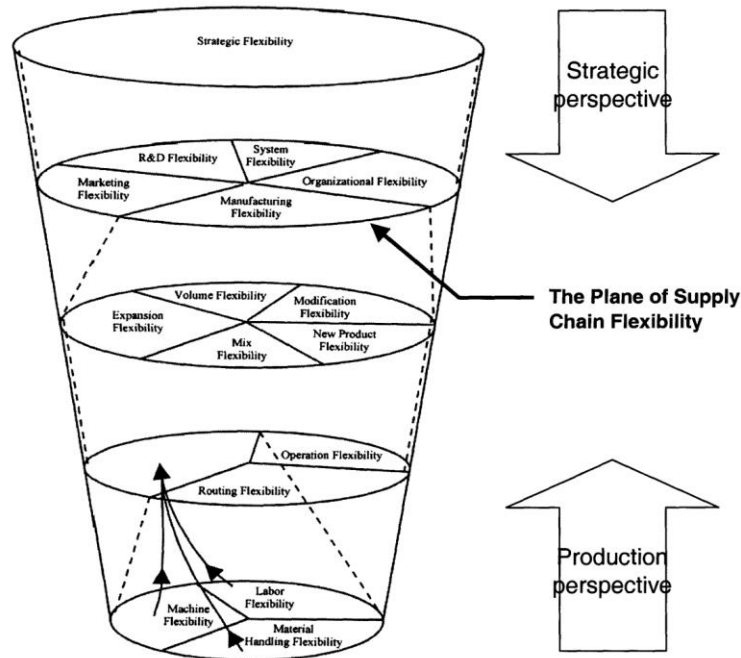 Strategic Flexibility
Strategic
perspective
R&D Flexibility
System
Flexibility
Marketing
Flexibility
Organizational Flexibility
Manufacturing
Flexibility
The Plane of Supply
Chain Flexibility
Volume Flexibility
Modification
Flexibility
Expansion
Flexibility
Mix
Flexibility
New Product
Flexibility
Operation Flexibility
Routing Flexibility
Production
perspective
Labor
Flexibility
Machine
Flexibility
Material
Handling Flexibility